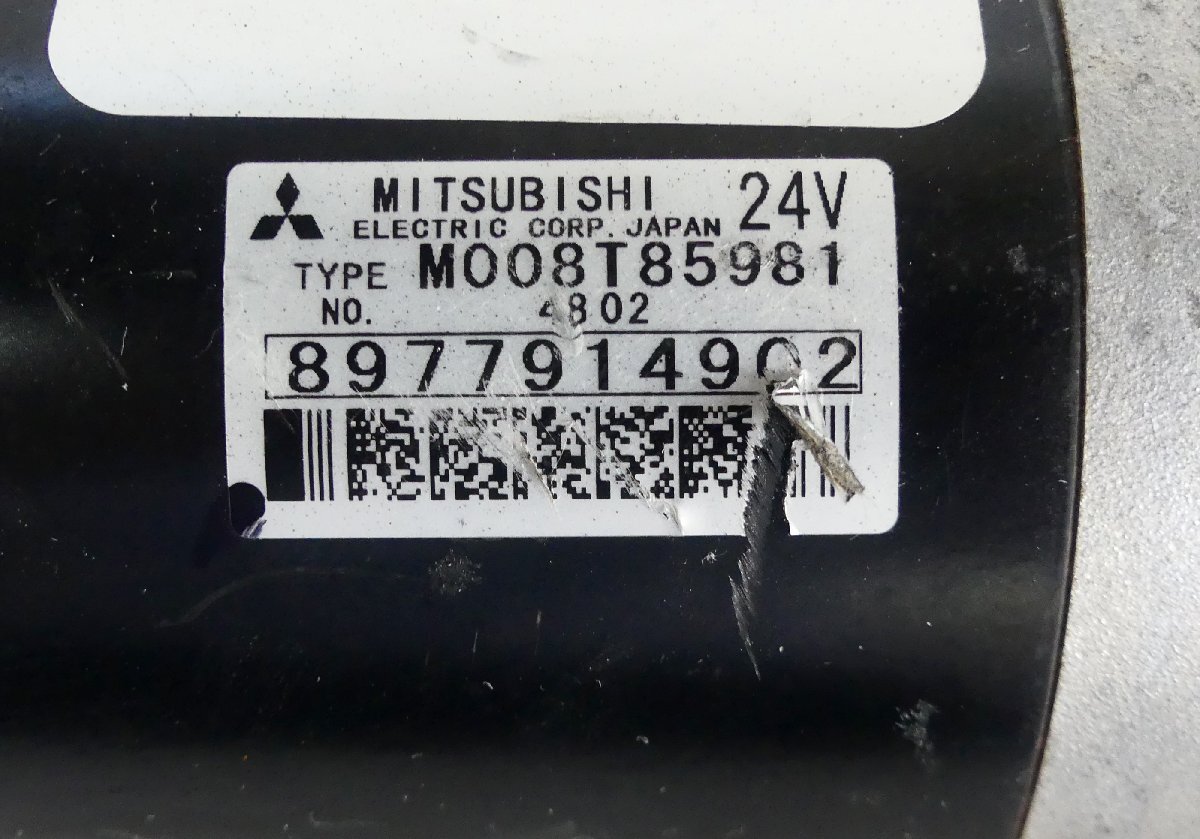 MITSUBISHI 24V
ELECTRIC CORP. JAPAN
TYPE M008T85981
NO. 4802
8977914902